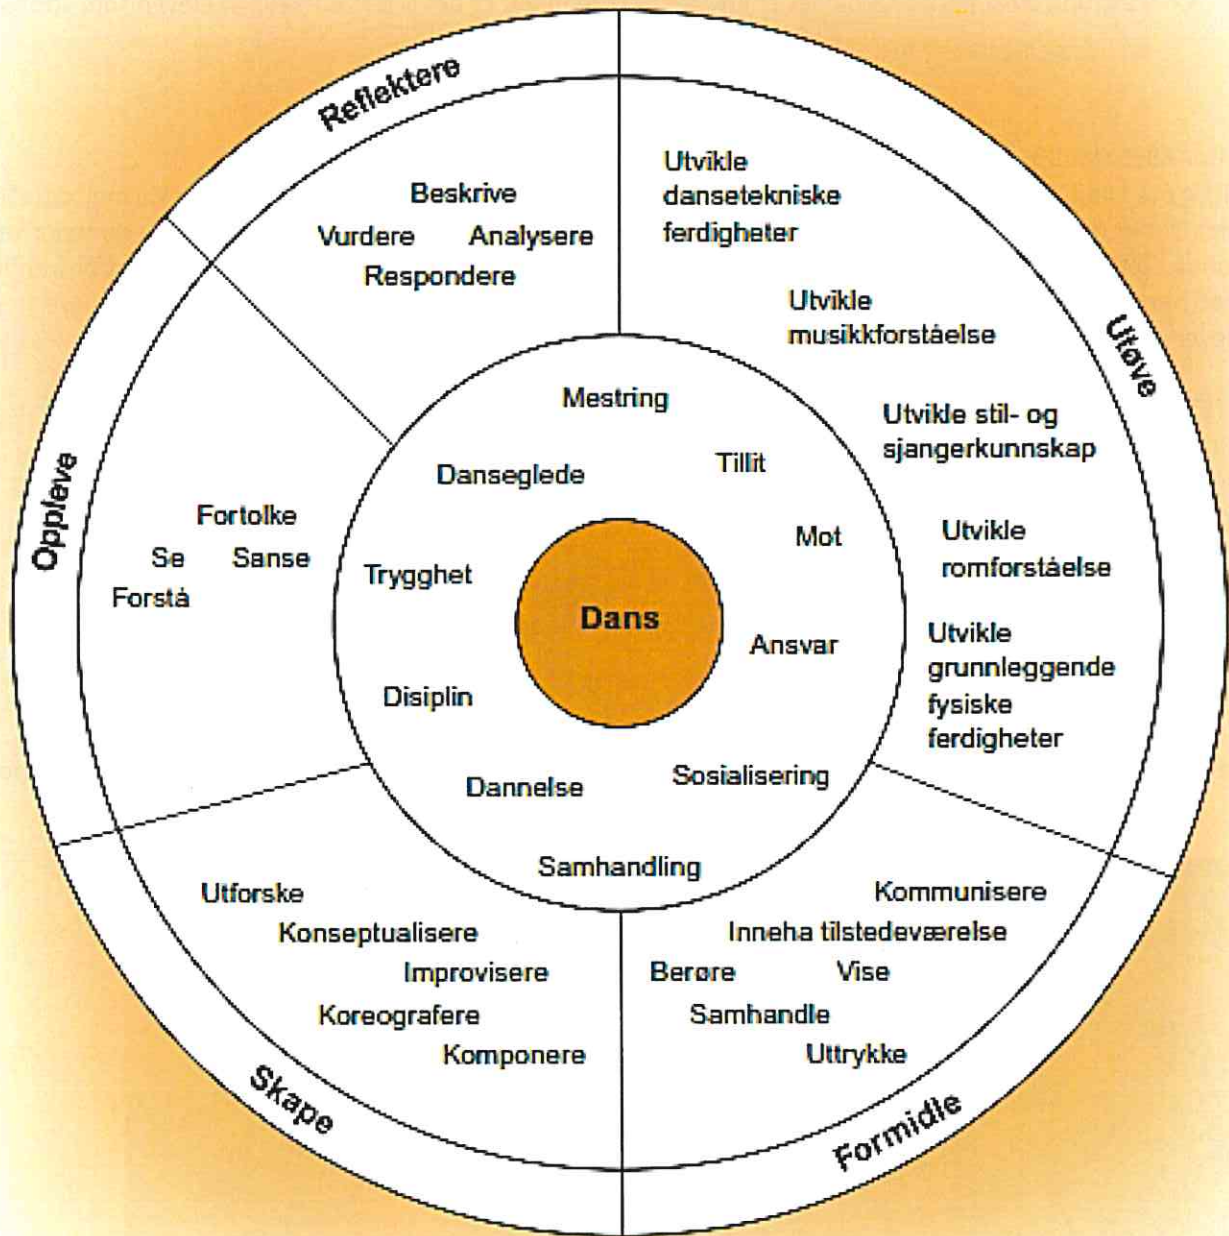 Reflektere
Beskrive
Vurdere Analysere
Respondere
Utøve
Utvikle
dansetekniske
ferdigheter
Utvikle
musikkforståelse
Utvikle stil- og
sjangerkunnskap
Utvikle
romforståelse
Utvikle
grunnleggende
fysiske
ferdigheter
Oppleve
Fortolke
Se Sanse
Forstå
Mestring
Danseglede
Tillit
Mot
Trygghet
Dans
Ansvar
Disiplin
Sosialisering
Dannelse
Samhandling
Skape
Utforske
Konseptualisere
Improvisere
Koreografere
Komponere
Formidle
Kommunisere
Inneha tilstedeværelse
Berøre Vise
Samhandle
Uttrykke